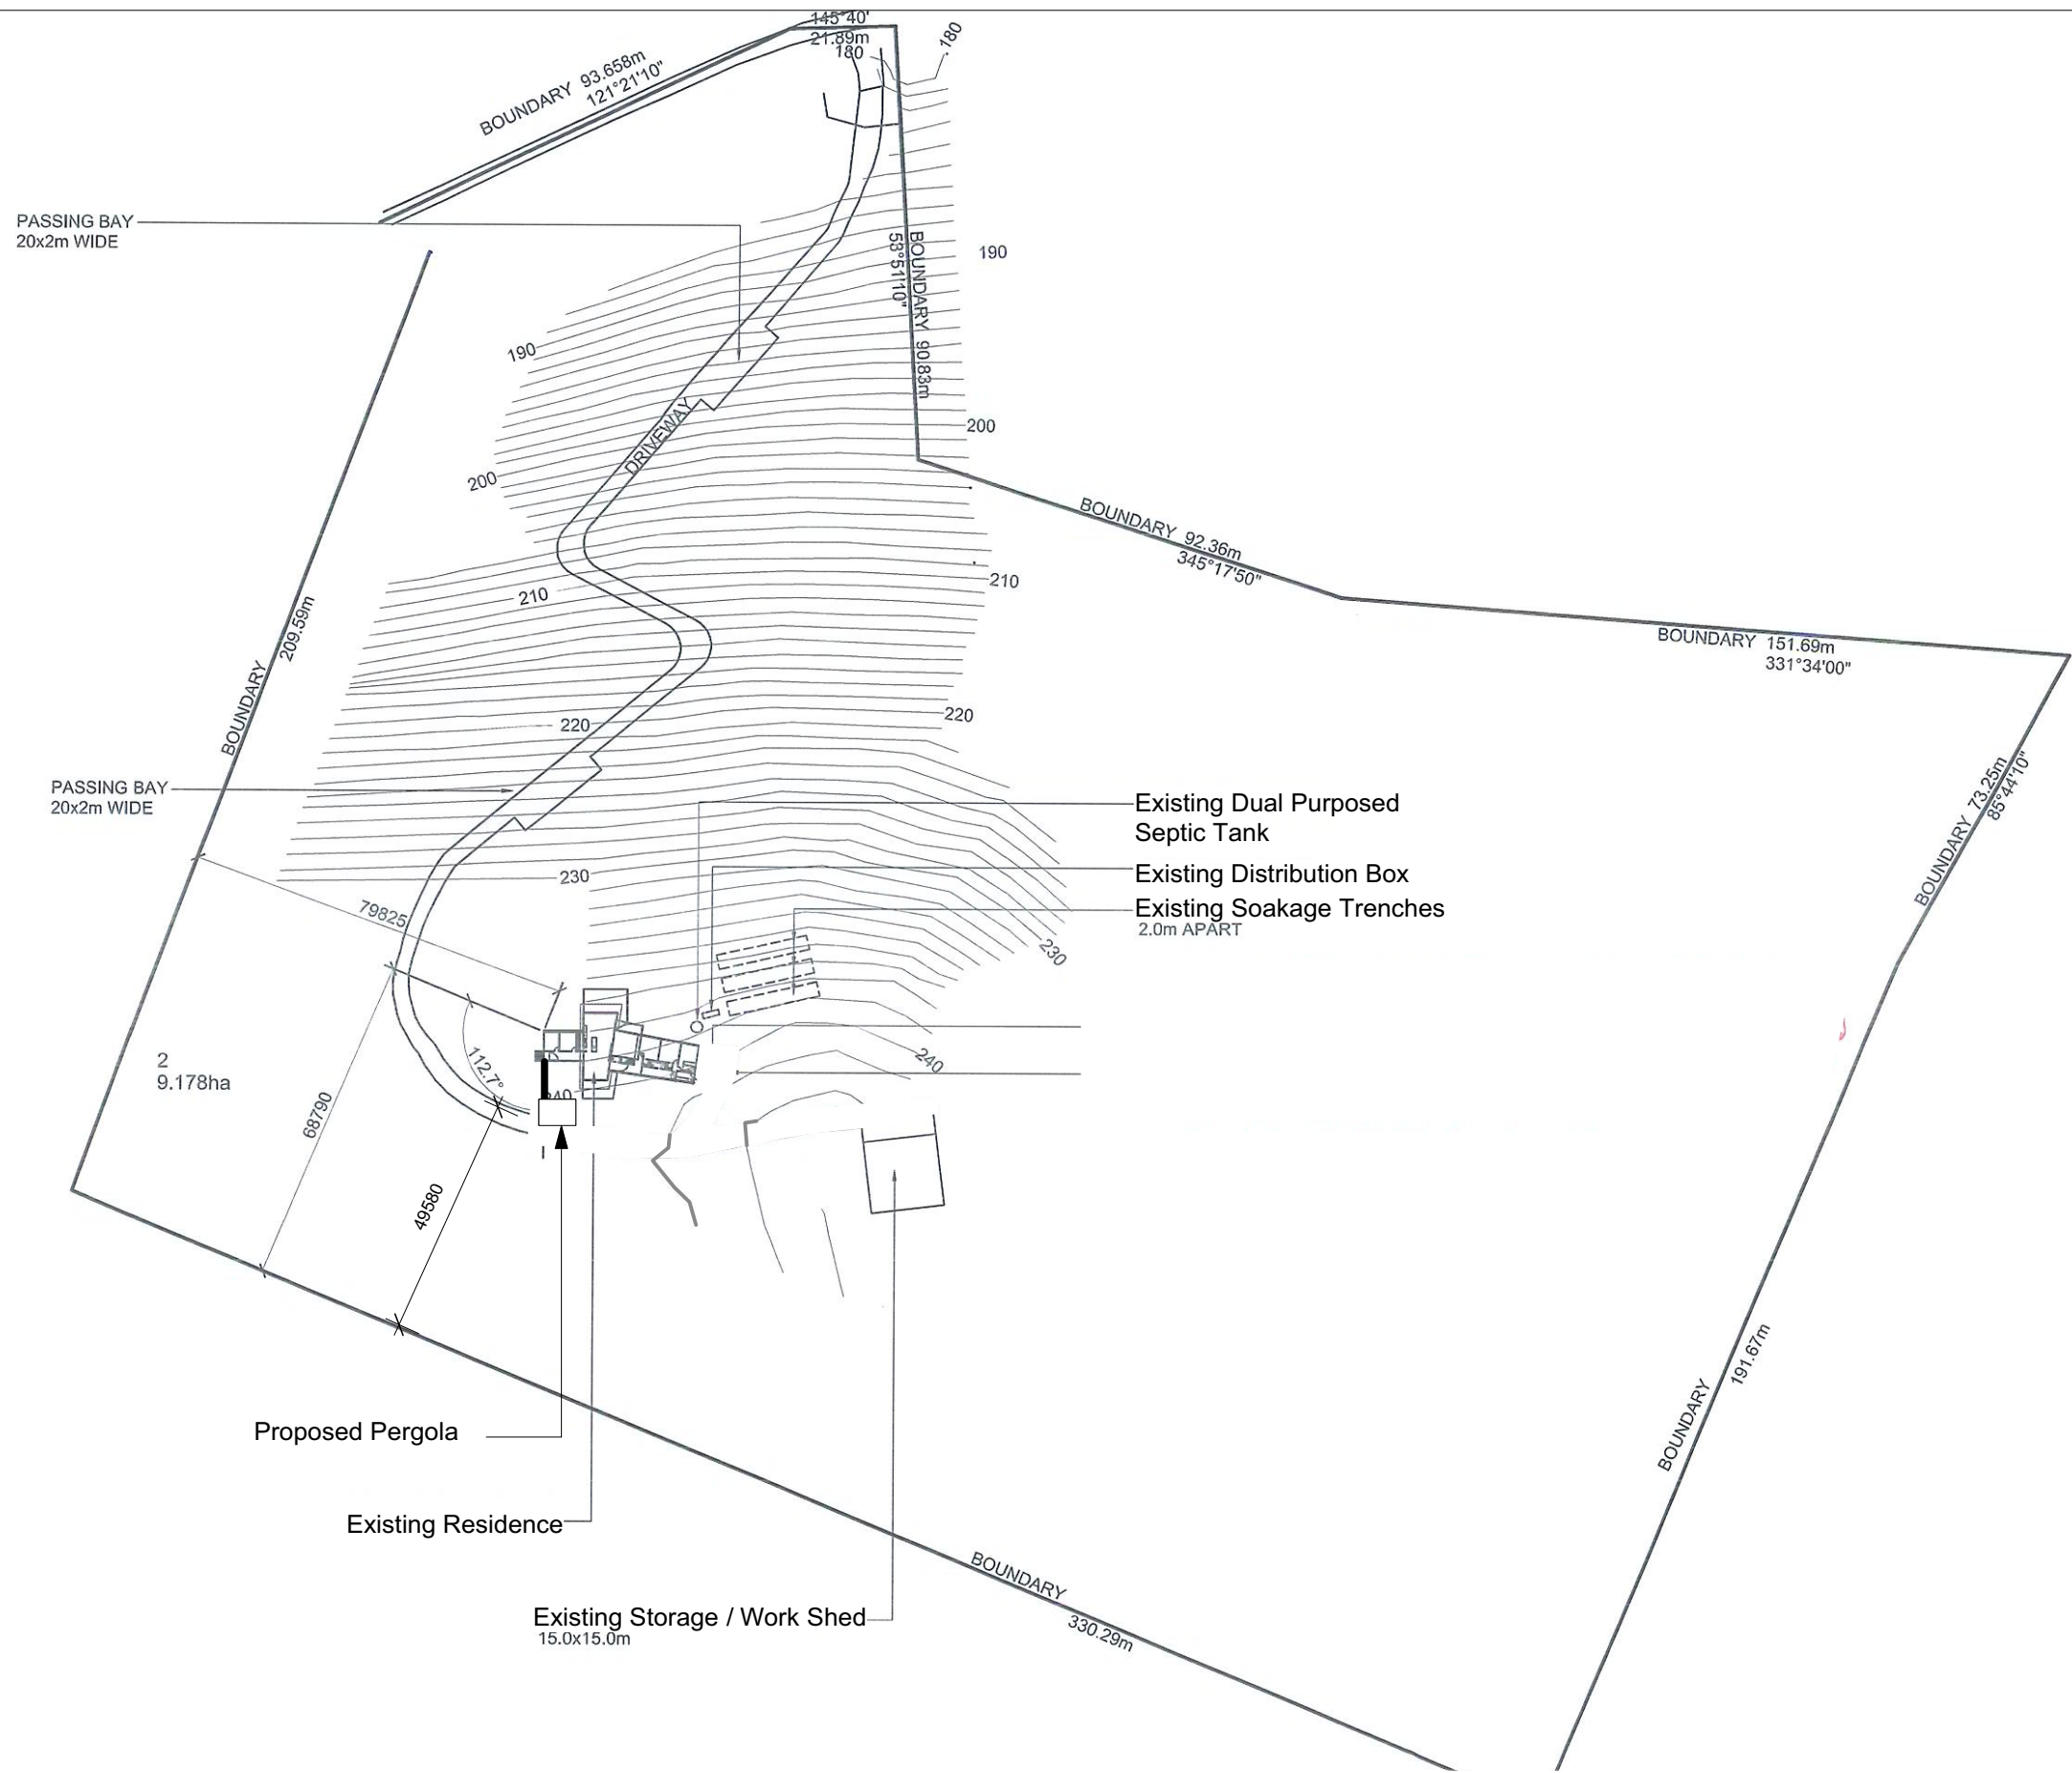 145°40'
21.89m
180
180
BOUNDARY 93.658m
121°21'10"
PASSING BAY
20x2m WIDE
BOUNDARY 90.83m
53°51'10"
190
190
DRIVEWAY
200
200
BOUNDARY 92.36m
345°17'50"
210
210
BOUNDARY 209.59m
BOUNDARY 151.69m
331°34'00"
220
220
BOUNDARY 73.25m
85°44'10"
PASSING BAY
20x2m WIDE
Existing Dual Purposed
Septic Tank
Existing Distribution Box
Existing Soakage Trenches
2.0m APART
230
230
79825
240
240
112.7°
2
9.178ha
68790
49580
BOUNDARY 191.67m
Proposed Pergola
Existing Residence
BOUNDARY 330.29m
Existing Storage / Work Shed
15.0x15.0m